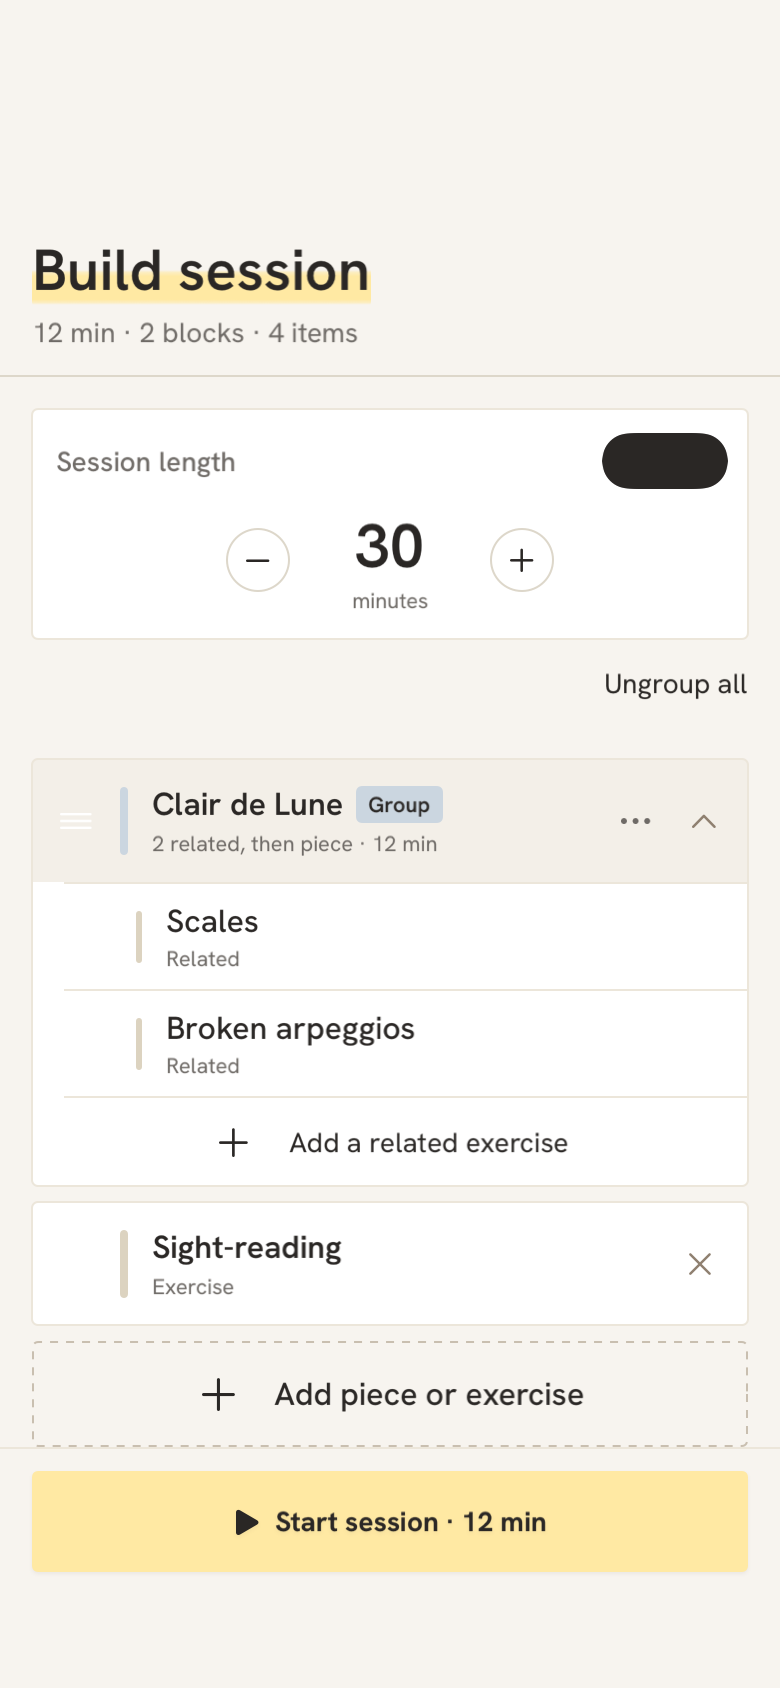 Build session
12 min · 2 blocks · 4 items
Session length
30
minutes
Ungroup all
Clair de Lune Group
2 related, then piece · 12 min
Scales
Related
Broken arpeggios
Related
Add a related exercise
Sight-reading
Exercise
Add piece or exercise
Start session · 12 min